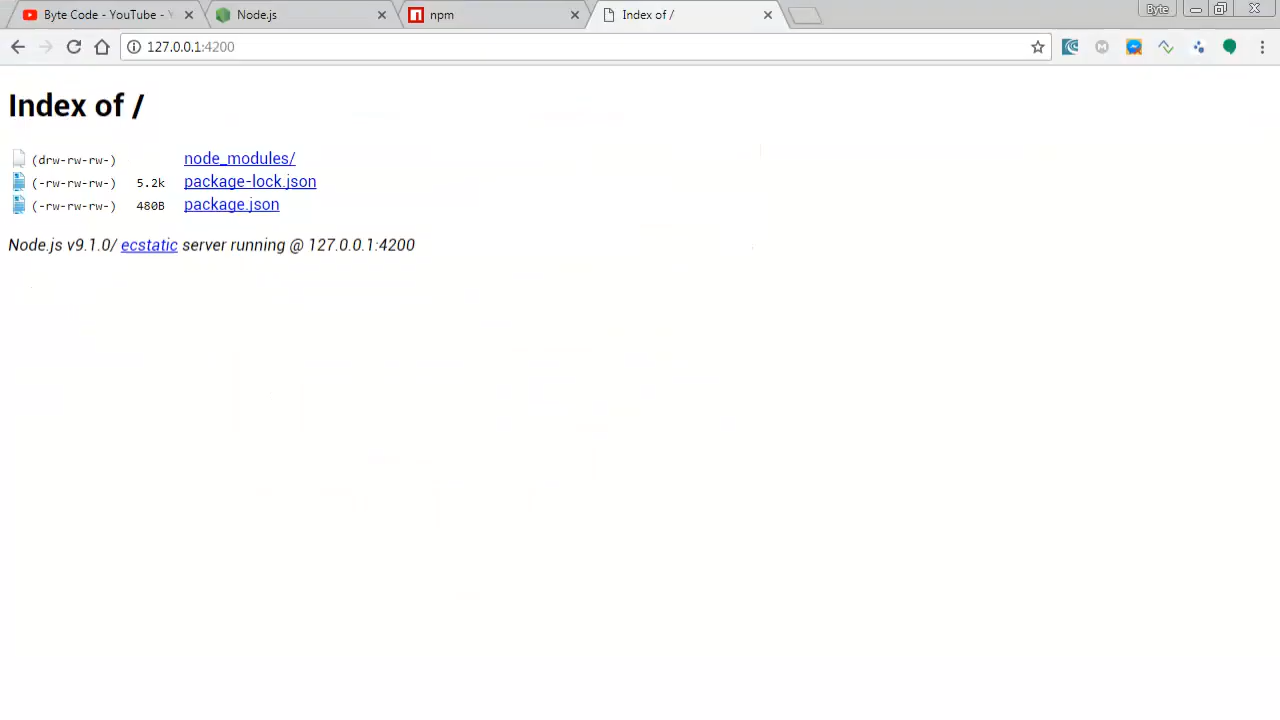 Byte Code - YouTube - Y
Node.js
npm
Index of /
Byte
127.0.0.1:4200
Index of /
(drw-rw-rw-) node_modules/
(-rw-rw-rw-) 5.2k package-lock.json
(-rw-rw-rw-) 480B package.json
Node.js v9.1.0/ ecstatic server running @ 127.0.0.1:4200